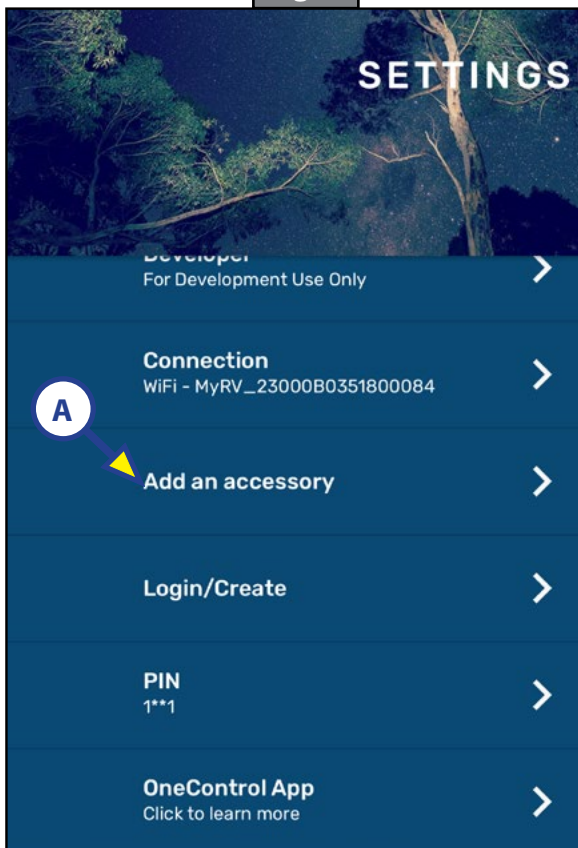 SETTINGS
Developer
For Development Use Only
Connection
WiFi - MyRV_23000B0351800084
A
Add an accessory
Login/Create
PIN
1**1
OneControl App
Click to learn more